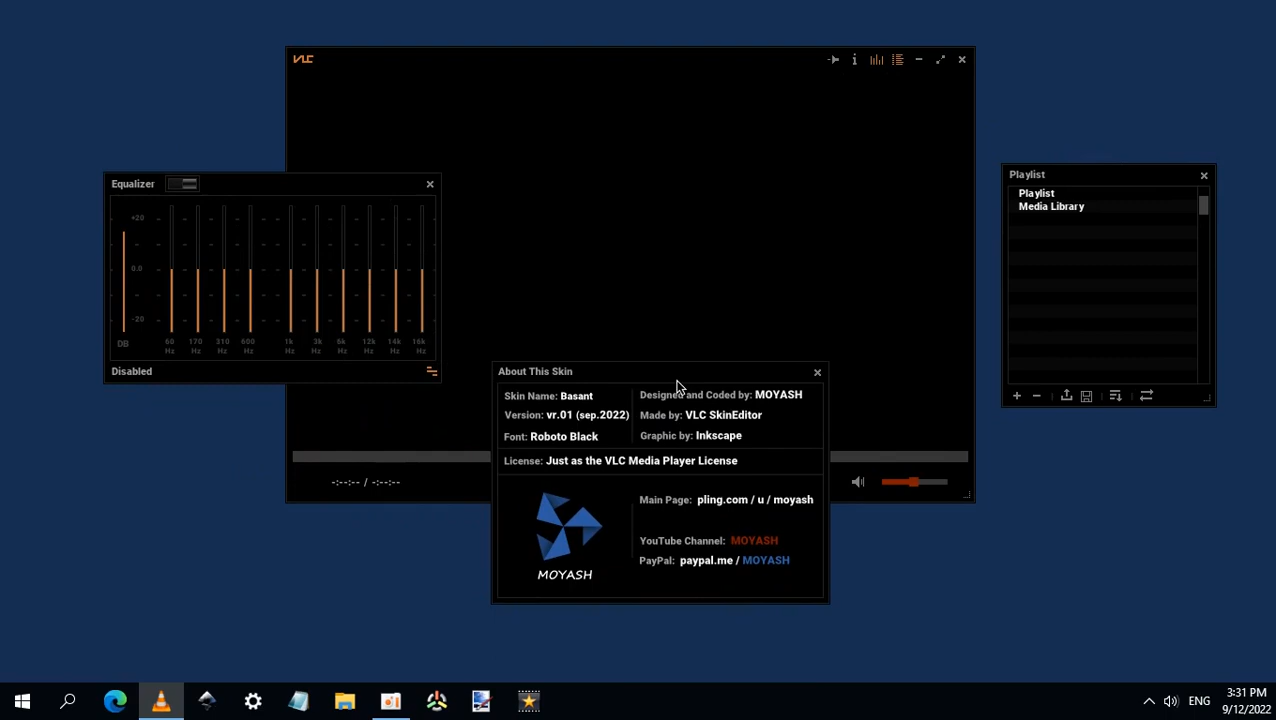 VLC
Equalizer
+20
0.0
-20
DB
60 Hz
170 Hz
310 Hz
600 Hz
1k Hz
3k Hz
6k Hz
12k Hz
14k Hz
16k Hz
Disabled
Playlist
Playlist
Media Library
About This Skin
Skin Name: Basant
Version: vr.01 (sep.2022)
Font: Roboto Black
Designed and Coded by: MOYASH
Made by: VLC SkinEditor
Graphic by: Inkscape
License: Just as the VLC Media Player License
MOYASH
Main Page: pling.com / u / moyash
YouTube Channel: MOYASH
PayPal: paypal.me / MOYASH
-:--:-- / -:--:--
ENG
3:31 PM
9/12/2022